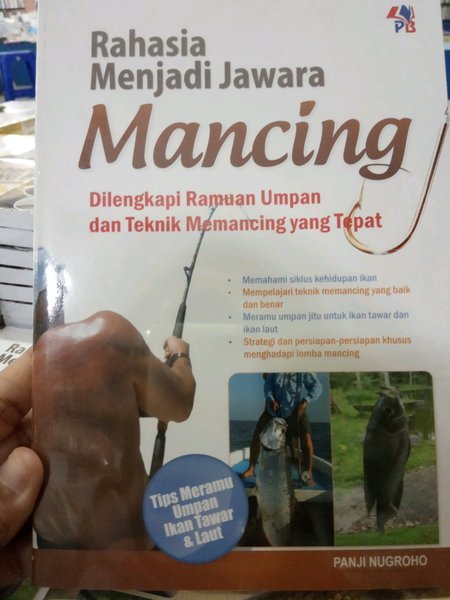 PB
Rahasia
Menjadi Jawara
Mancing
Dilengkapi Ramuan Umpan
dan Teknik Memancing yang Tepat
• Memahami siklus kehidupan ikan
• Mempelajari teknik memancing yang baik
dan benar
• Meramu umpan jitu untuk ikan tawar dan
ikan laut
• Strategi dan persiapan-persiapan khusus
menghadapi lomba mancing
Tips Meramu
Umpan
Ikan Tawar
& Laut
PANJI NUGROHO